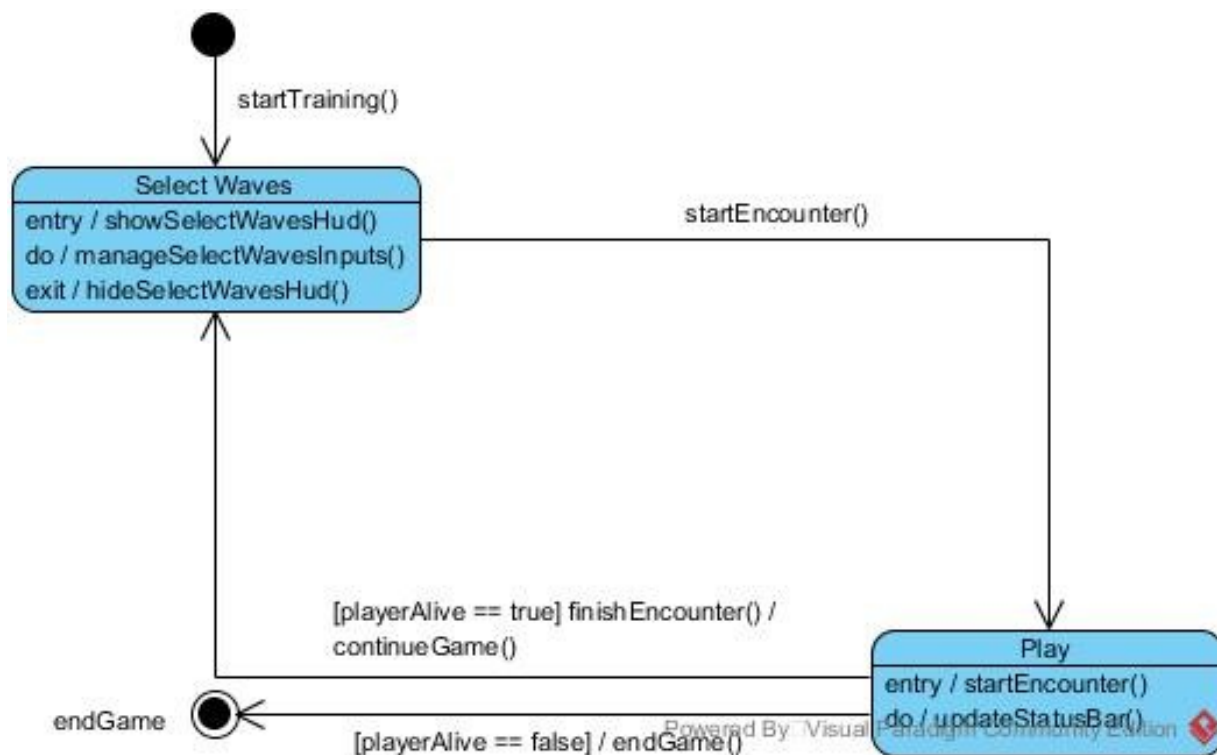 startTraining()
Select Waves
entry / showSelectWavesHud()
do / manageSelectWavesInputs()
exit / hideSelectWavesHud()
startEncounter()
[playerAlive == true] finishEncounter() /
continueGame()
Play
entry / startEncounter()
do / updateStatusBar()
endGame
[playerAlive == false] / endGame()
Powered By Visual Paradigm Community Edition